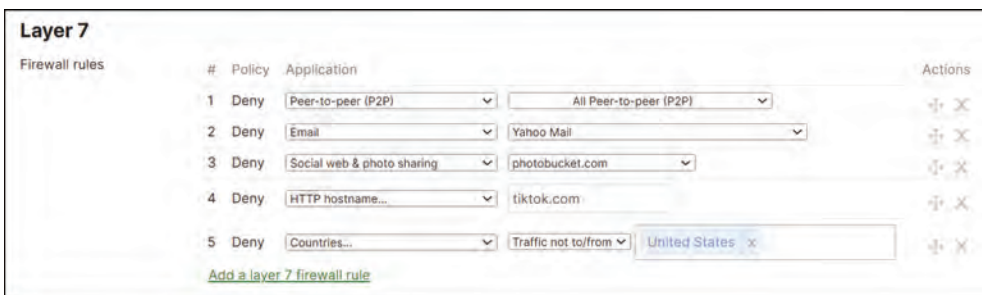 Layer 7
Firewall rules
# Policy Application Actions
1 Deny Peer-to-peer (P2P) All Peer-to-peer (P2P)
2 Deny Email Yahoo Mail
3 Deny Social web & photo sharing photobucket.com
4 Deny HTTP hostname... tiktok.com
5 Deny Countries... Traffic not to/from United States x
Add a layer 7 firewall rule